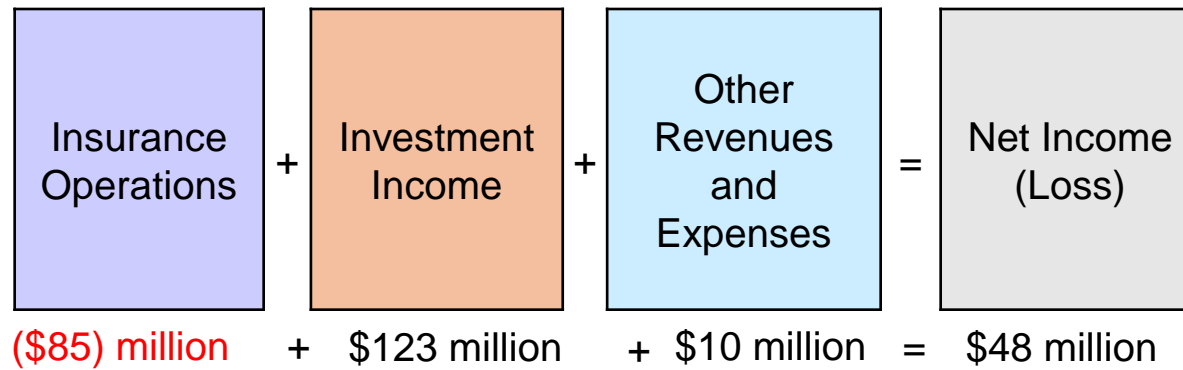 Insurance
Operations
+
Investment
Income
+
Other
Revenues
and
Expenses
=
Net Income
(Loss)
($85) million + $123 million + $10 million = $48 million